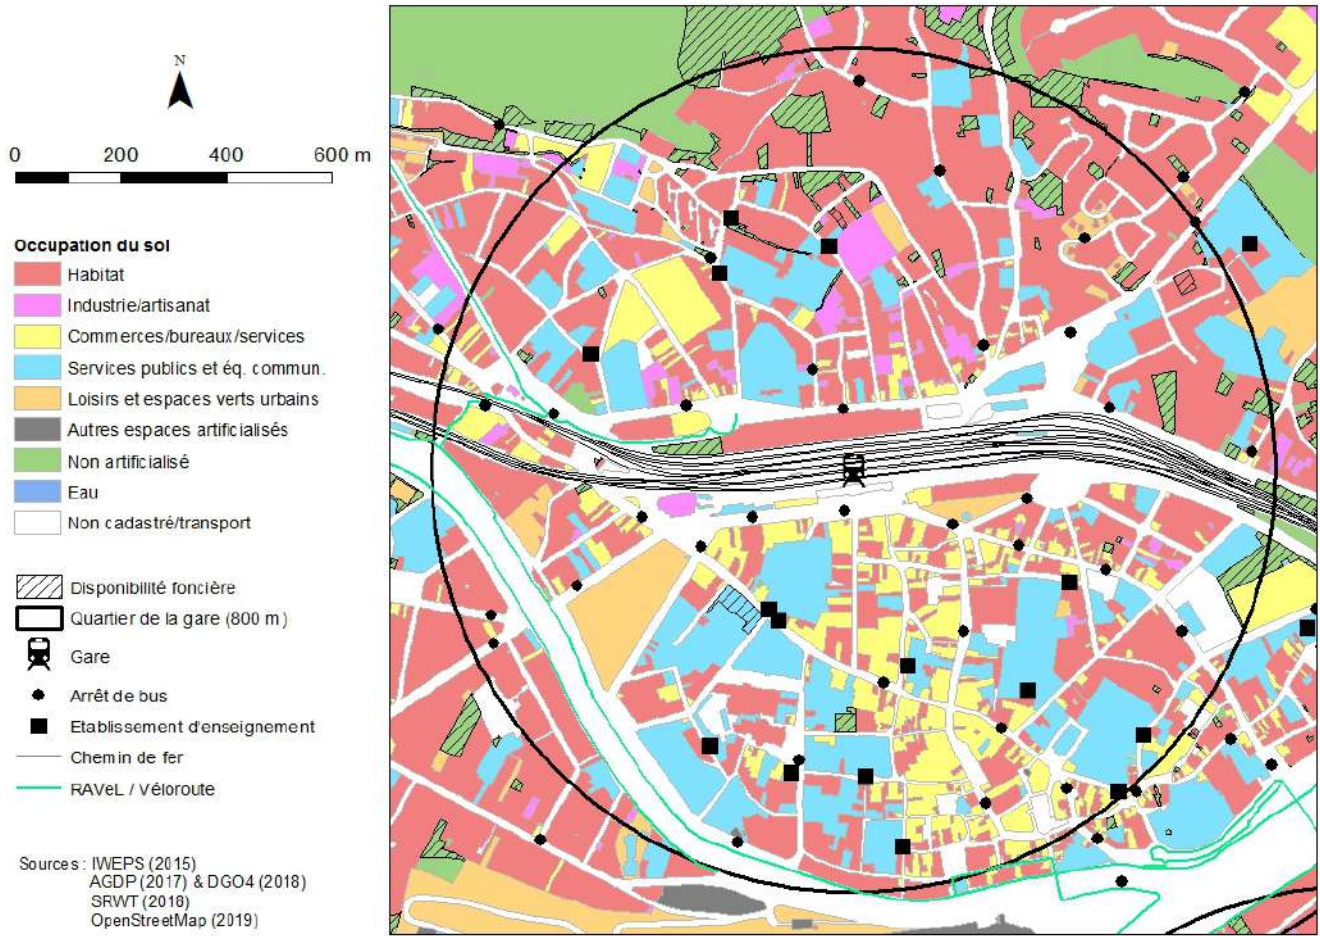 N
0 200 400 600 m
Occupation du sol
Habitat
Industrie/artisanat
Commerces/bureaux/services
Services publics et éq. commun.
Loisirs et espaces verts urbains
Autres espaces artificialisés
Non artificialisé
Eau
Non cadastré/transport
Disponibilité foncière
Quartier de la gare (800 m)
Gare
Arrêt de bus
Etablissement d'enseignement
Chemin de fer
RAVeL / Véloroute
Sources : IWEPS (2015)
AGDP (2017) & DGO4 (2018)
SRWT (2018)
OpenStreetMap (2019)